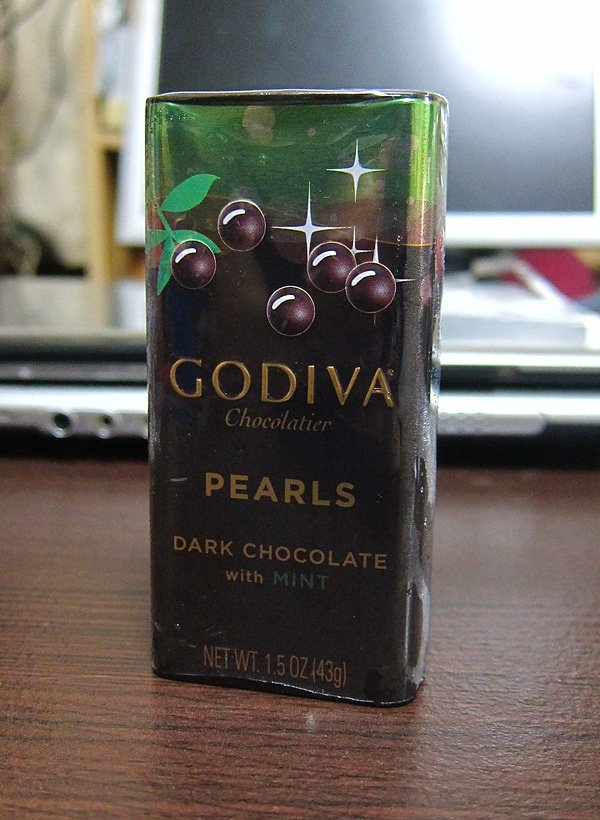 GODIVA
Chocolatier
PEARLS
DARK CHOCOLATE
with MINT
NET WT. 1.5 OZ (43g)